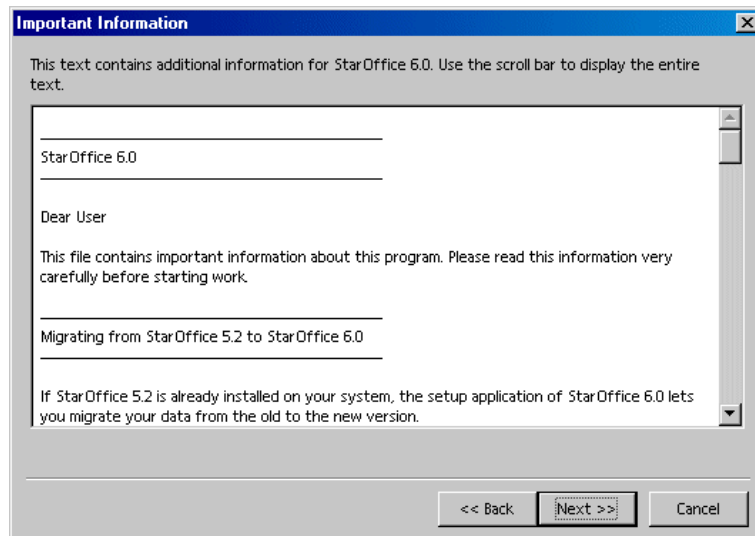 Important Information
This text contains additional information for StarOffice 6.0. Use the scroll bar to display the entire
text.
StarOffice 6.0
Dear User
This file contains important information about this program. Please read this information very
carefully before starting work.
Migrating from StarOffice 5.2 to StarOffice 6.0
If StarOffice 5.2 is already installed on your system, the setup application of StarOffice 6.0 lets
you migrate your data from the old to the new version.
<< Back Next >> Cancel